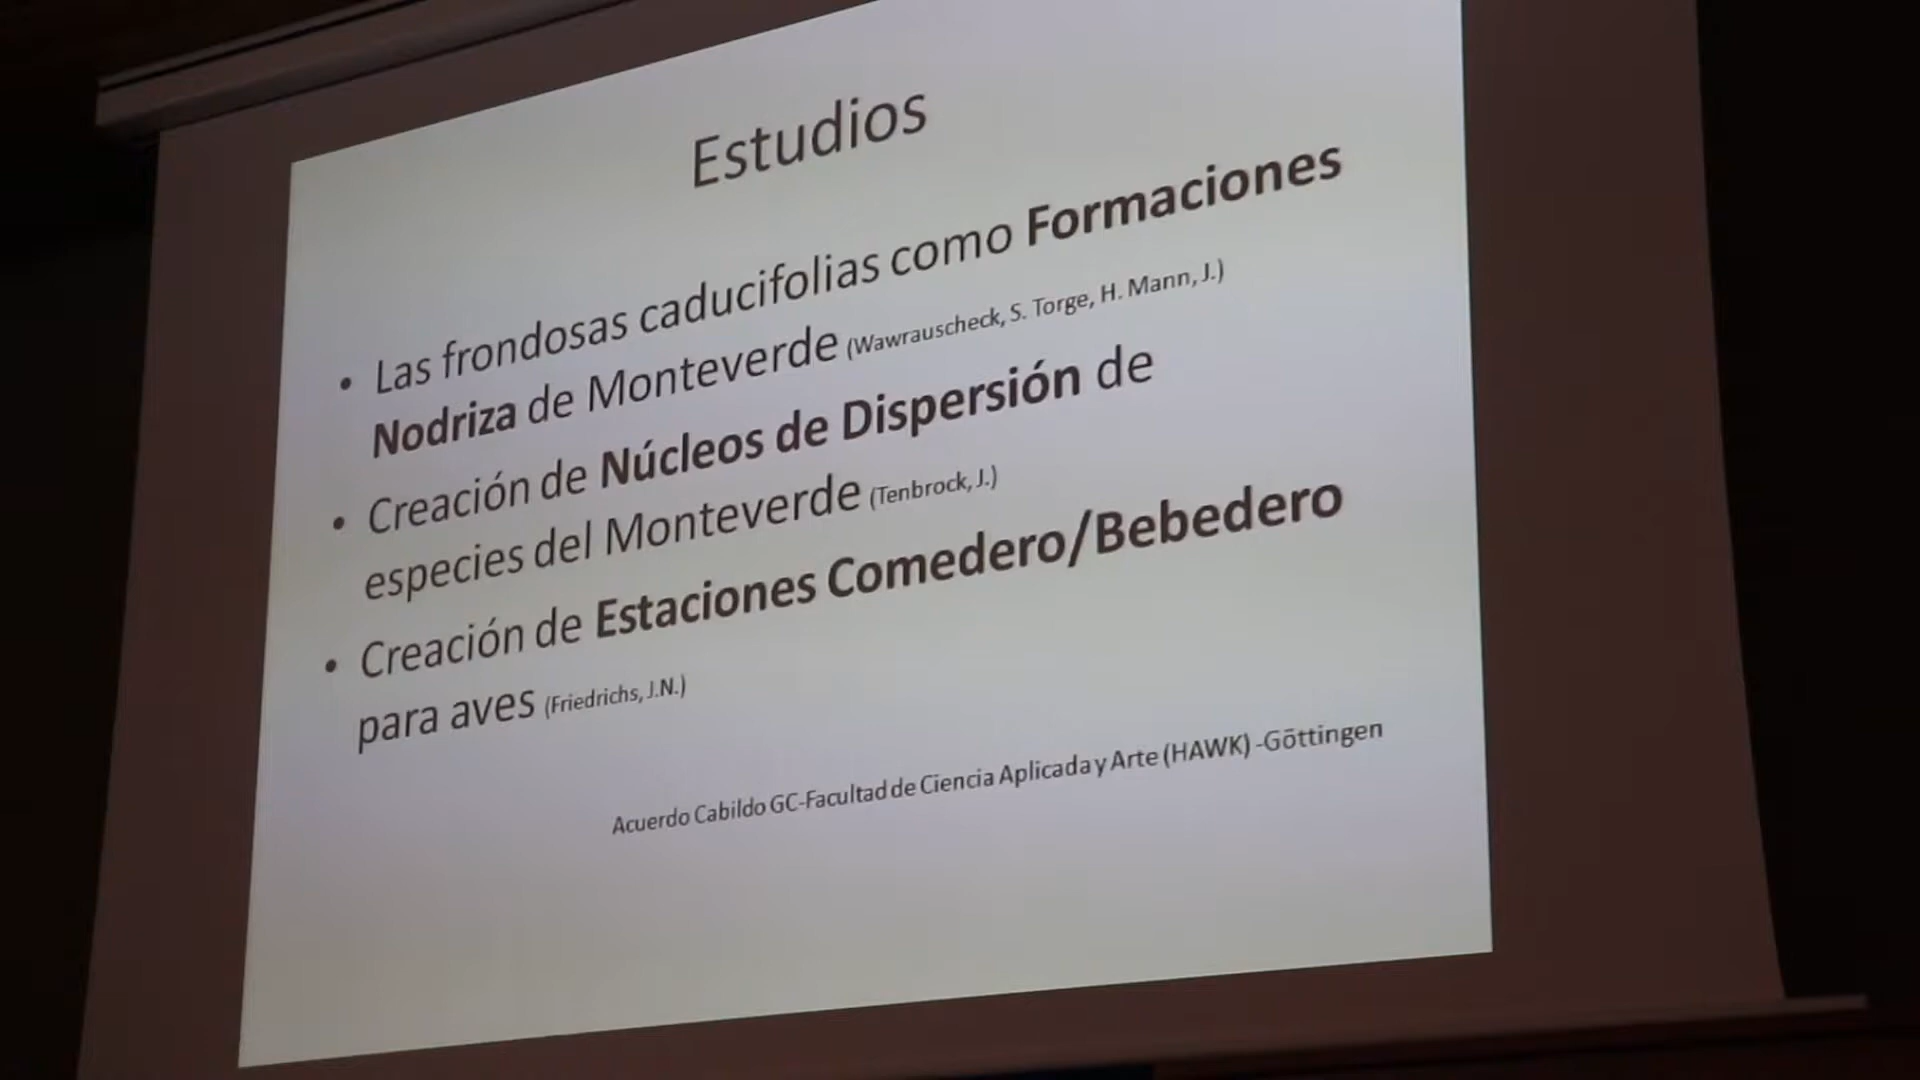 Estudios
• Las frondosas caducifolias como Formaciones
Nodriza de Monteverde (Wawrauscheck, S. Torge, H. Mann, J.)
• Creación de Núcleos de Dispersión de
especies del Monteverde (Tenbrock, J.)
• Creación de Estaciones Comedero/Bebedero
para aves (Friedrichs, J.N.)
Acuerdo Cabildo GC-Facultad de Ciencia Aplicada y Arte (HAWK) -Göttingen